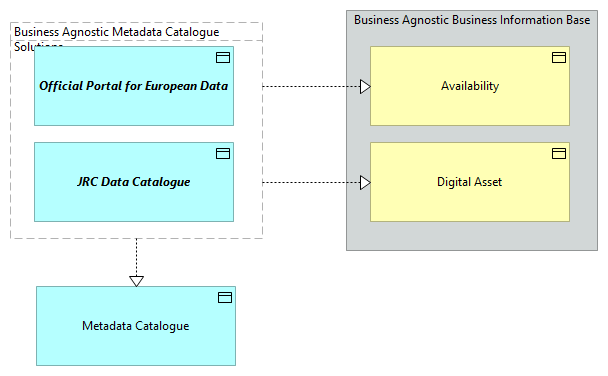 Business Agnostic Metadata Catalogue
Solutions
Official Portal for European Data
JRC Data Catalogue
Metadata Catalogue
Business Agnostic Business Information Base
Availability
Digital Asset